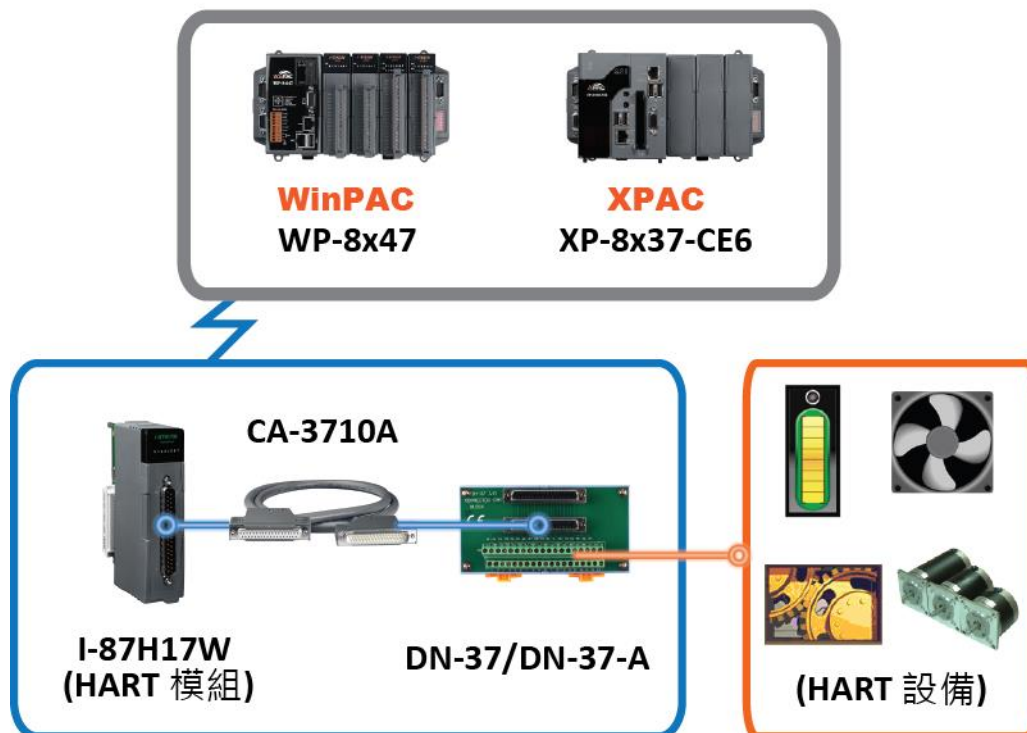 WinPAC
WP-8x47
XPAC
XP-8x37-CE6
CA-3710A
I-87H17W
(HART 模組)
DN-37/DN-37-A
(HART 設備)